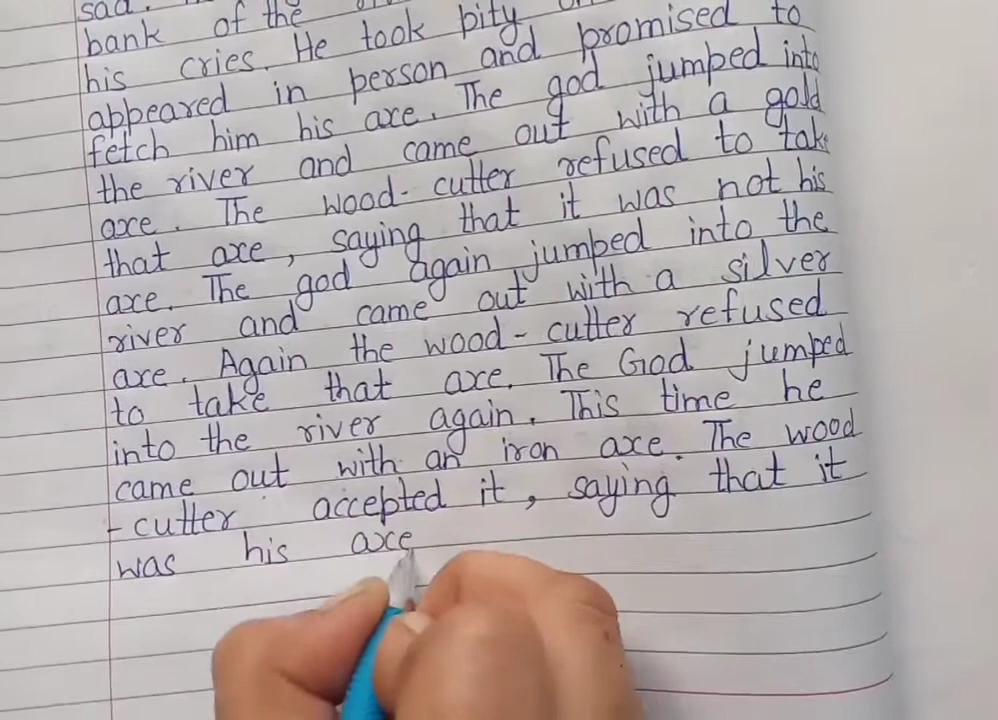 sad.
bank of the
his cries. He took pity
appeared in person and promised to
fetch him his axe. The god jumped into
the river and came out with a gold
axe. The wood-cutter refused to take
that axe, saying that it was not his
axe. The god again jumped into the
river and came out with a silver
axe. Again the wood-cutter refused
to take that axe. The God jumped
into the river again. This time he
came out with an iron axe. The wood
-cutter accepted it, saying that it
was his axe